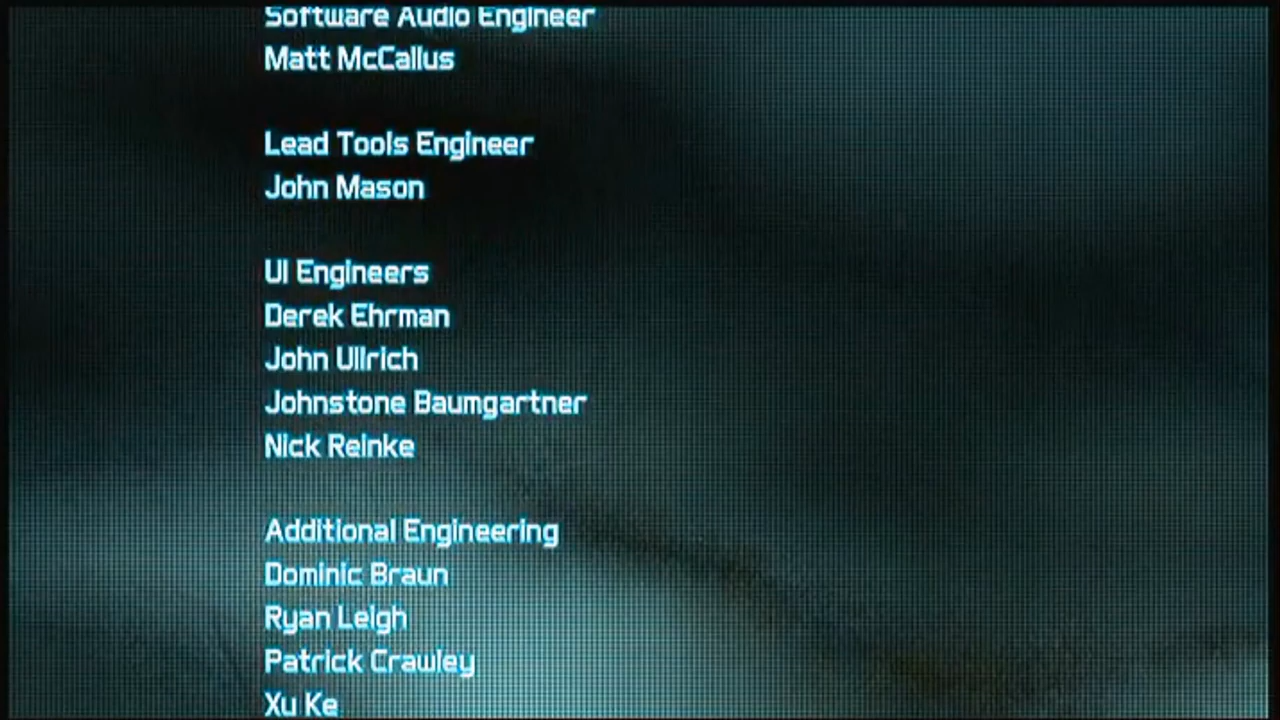 Software Audio Engineer
Matt McCallus
Lead Tools Engineer
John Mason
UI Engineers
Derek Ehrman
John Ullrich
Johnstone Baumgartner
Nick Reinke
Additional Engineering
Dominic Braun
Ryan Leigh
Patrick Crawley
Xu Ke